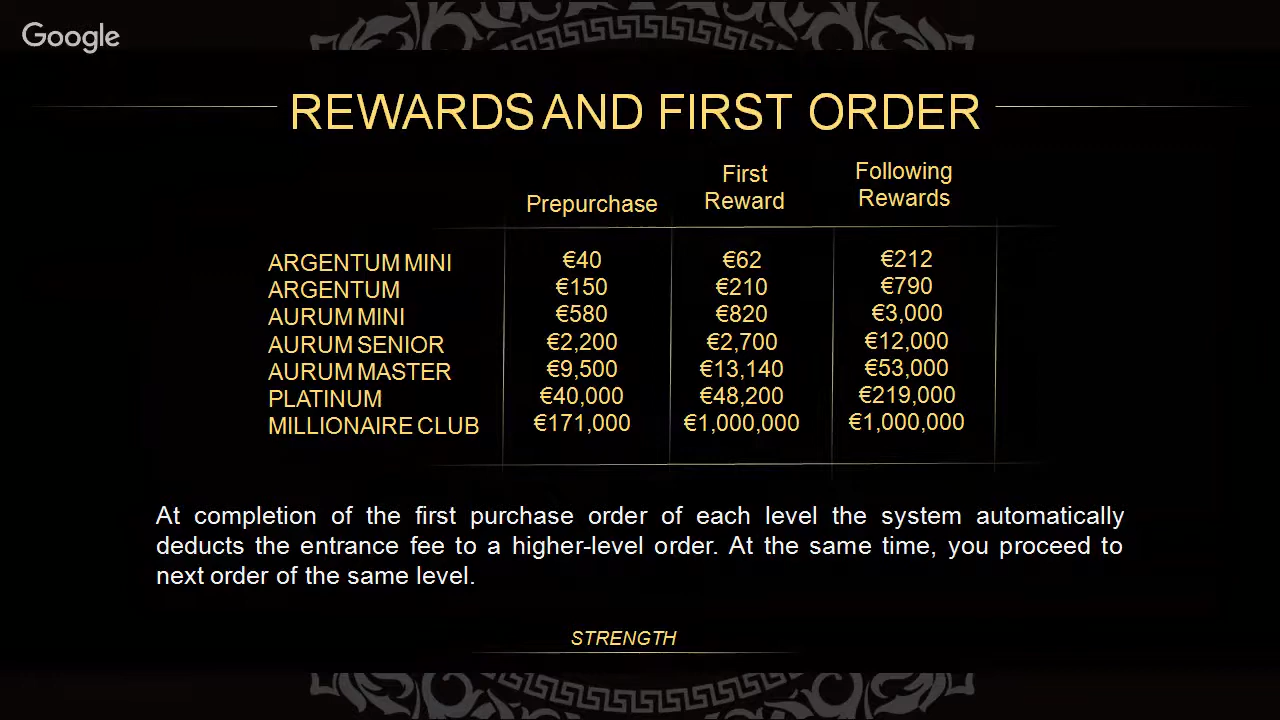 Google
REWARDS AND FIRST ORDER
Prepurchase First Reward Following Rewards
ARGENTUM MINI €40 €62 €212
ARGENTUM €150 €210 €790
AURUM MINI €580 €820 €3,000
AURUM SENIOR €2,200 €2,700 €12,000
AURUM MASTER €9,500 €13,140 €53,000
PLATINUM €40,000 €48,200 €219,000
MILLIONAIRE CLUB €171,000 €1,000,000 €1,000,000
At completion of the first purchase order of each level the system automatically
deducts the entrance fee to a higher-level order. At the same time, you proceed to
next order of the same level.
STRENGTH